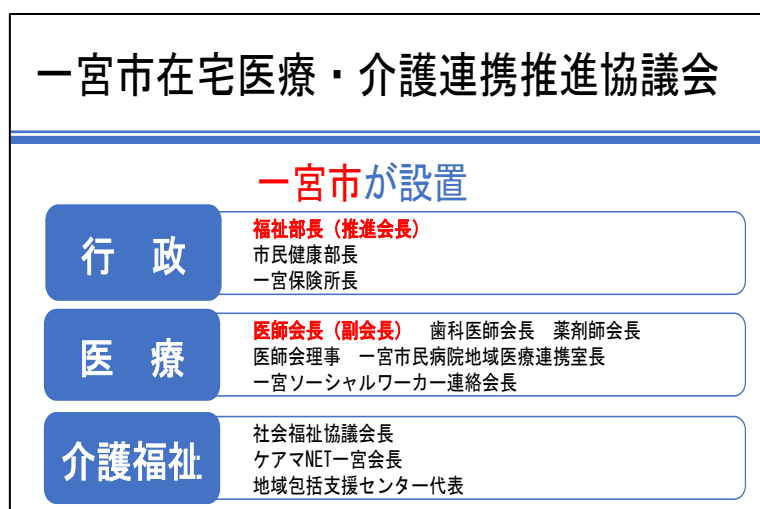 一宮市在宅医療・介護連携推進協議会
一宮市が設置
行　政
福祉部長（推進会長）
市民健康部長
一宮保険所長
医　療
医師会長（副会長）　歯科医師会長　薬剤師会長
医師会理事　一宮市民病院地域医療連携室長
一宮ソーシャルワーカー連絡会長
介護福祉
社会福祉協議会長
ケアマNET一宮会長
地域包括支援センター代表